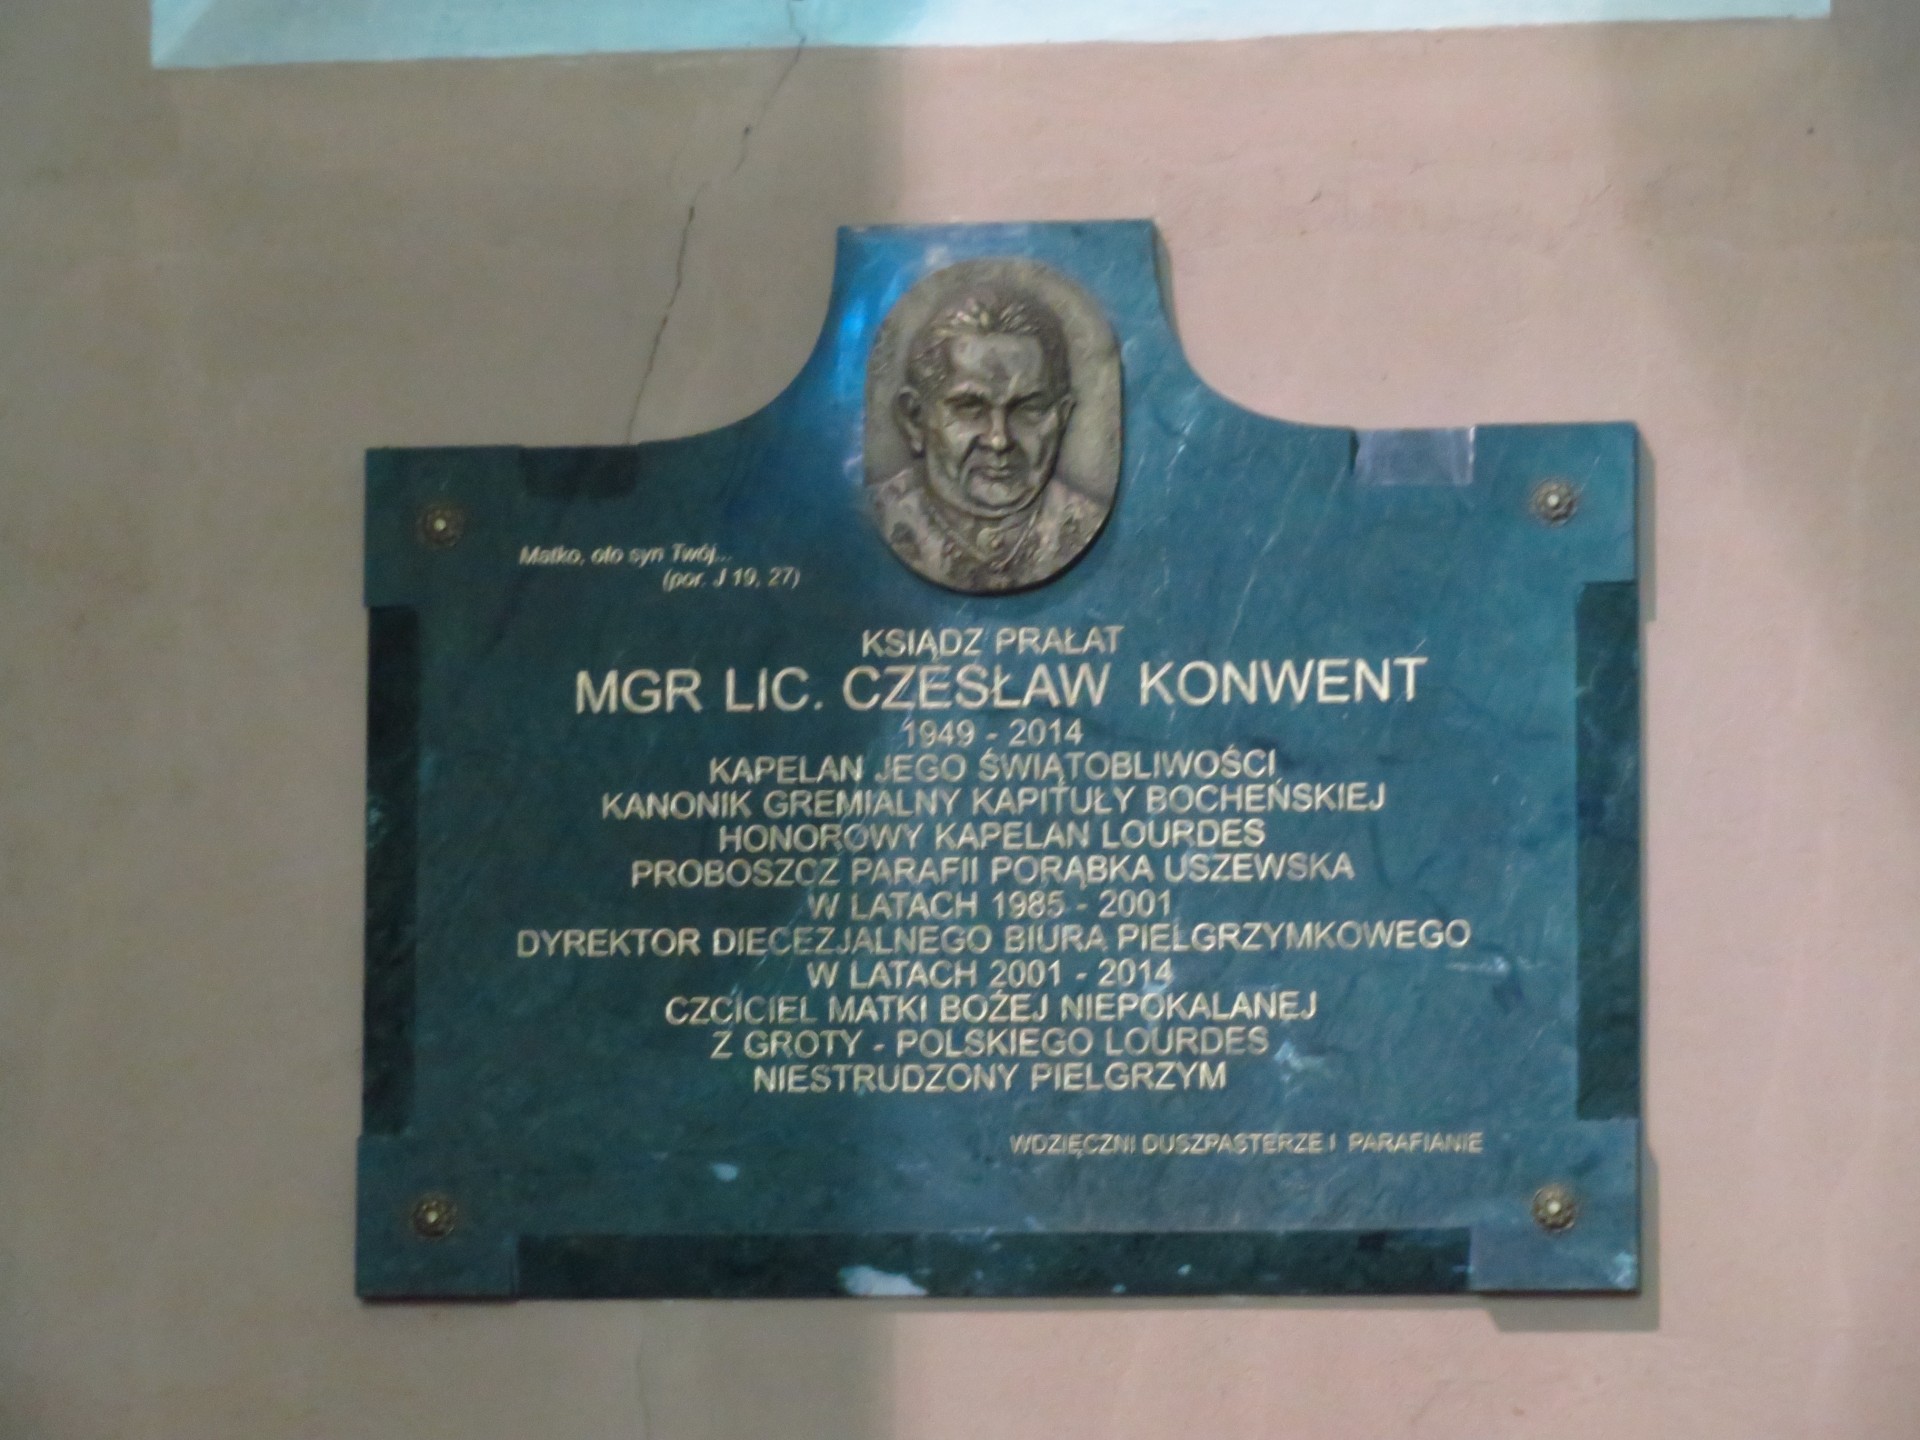 Matko, oto syn Twój...
(por. J 19, 27)
KSIĄDZ PRAŁAT
MGR LIC. CZESŁAW KONWENT
1949 - 2014
KAPELAN JEGO ŚWIĄTOBLIWOŚCI
KANONIK GREMIALNY KAPITUŁY BOCHEŃSKIEJ
HONOROWY KAPELAN LOURDES
PROBOSZCZ PARAFII PORĄBKA USZEWSKA
W LATACH 1985 - 2001
DYREKTOR DIECEZJALNEGO BIURA PIELGRZYMKOWEGO
W LATACH 2001 - 2014
CZCICIEL MATKI BOŻEJ NIEPOKALANEJ
Z GROTY - POLSKIEGO LOURDES
NIESTRUDZONY PIELGRZYM
WDZIĘCZNI DUSZPASTERZE I PARAFIANIE